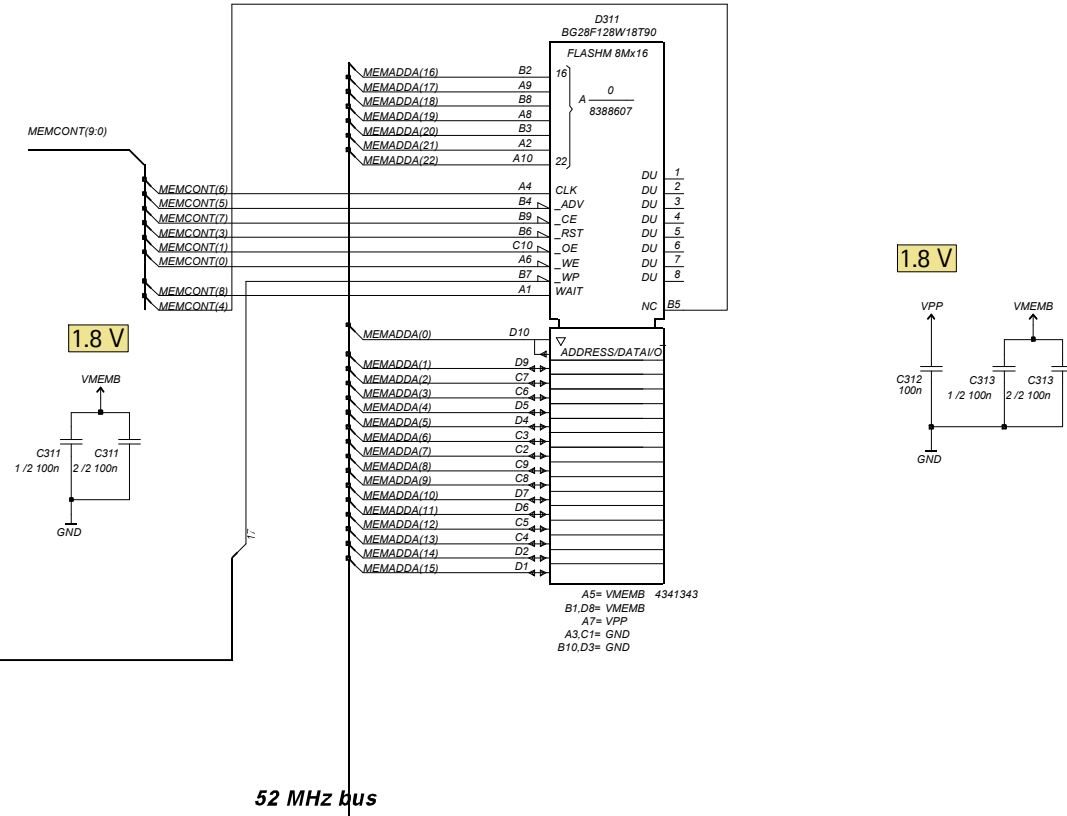 D311
BG28F128W18T90
FLASHM 8Mx16
MEMADDA(16) B2 16
MEMADDA(17) A9
MEMADDA(18) B8
MEMADDA(19) A8
MEMADDA(20) B3
MEMADDA(21) A2
MEMADDA(22) A10 22
A 0
8388607
MEMCONT(9:0)
DU 1
DU 2
DU 3
DU 4
DU 5
DU 6
DU 7
DU 8
NC B5
MEMCONT(6) A4 CLK
MEMCONT(5) B4 _ADV
MEMCONT(7) B9 _CE
MEMCONT(3) B6 _RST
MEMCONT(1) C10 _OE
MEMCONT(0) A6 _WE
B7 _WP
MEMCONT(8) A1 WAIT
MEMCONT(4)
1.8 V
VPP
VMEMB
C312
100n
C313
1 /2 100n
C313
2 /2 100n
GND
1.8 V
VMEMB
C311
1 /2 100n
C311
2 /2 100n
GND
17
MEMADDA(0) D10
ADDRESS/DATAI/O
MEMADDA(1) D9
MEMADDA(2) C7
MEMADDA(3) C6
MEMADDA(4) D5
MEMADDA(5) D4
MEMADDA(6) C3
MEMADDA(7) C2
MEMADDA(8) C9
MEMADDA(9) C8
MEMADDA(10) D7
MEMADDA(11) D6
MEMADDA(12) C5
MEMADDA(13) C4
MEMADDA(14) D2
MEMADDA(15) D1
A5= VMEMB 4341343
B1,D8= VMEMB
A7= VPP
A3,C1= GND
B10,D3= GND
52 MHz bus